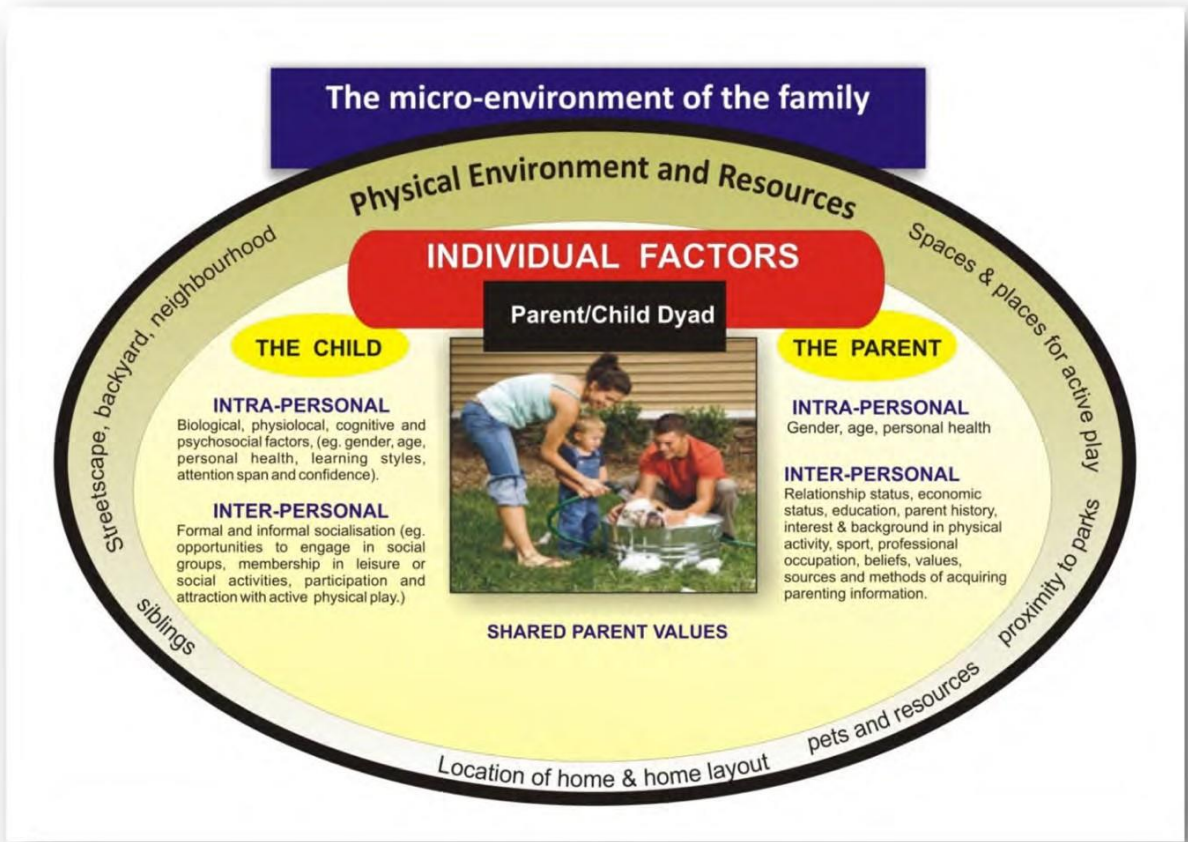 The micro-environment of the family
Physical Environment and Resources
Streetscape, backyard, neighbourhood
Spaces & places for active play
INDIVIDUAL FACTORS
Parent/Child Dyad
THE CHILD
INTRA-PERSONAL
Biological, physiolocal, cognitive and
psychosocial factors, (eg. gender, age,
personal health, learning styles,
attention span and confidence).
INTER-PERSONAL
Formal and informal socialisation (eg.
opportunities to engage in social
groups, membership in leisure or
social activities, participation and
attraction with active physical play.)
THE PARENT
INTRA-PERSONAL
Gender, age, personal health
INTER-PERSONAL
Relationship status, economic
status, education, parent history,
interest & background in physical
activity, sport, professional
occupation, beliefs, values,
sources and methods of acquiring
parenting information.
SHARED PARENT VALUES
proximity to parks
siblings
pets and resources
Location of home & home layout